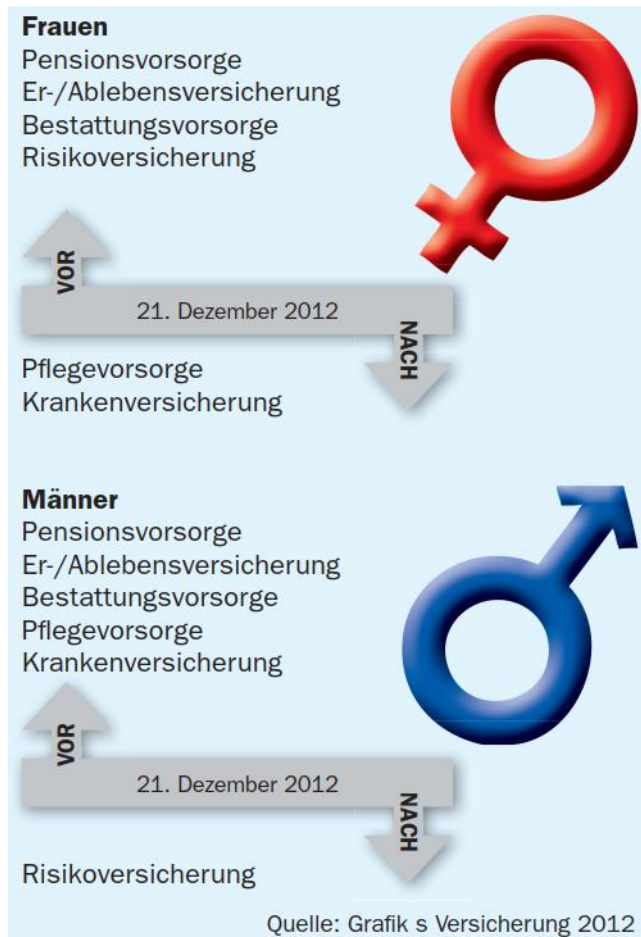 Frauen
Pensionsvorsorge
Er-/Ablebensversicherung
Bestattungsvorsorge
Risikoversicherung
VOR
21. Dezember 2012
NACH
Pflegevorsorge
Krankenversicherung
Männer
Pensionsvorsorge
Er-/Ablebensversicherung
Bestattungsvorsorge
Pflegevorsorge
Krankenversicherung
VOR
21. Dezember 2012
NACH
Risikoversicherung
Quelle: Grafik s Versicherung 2012